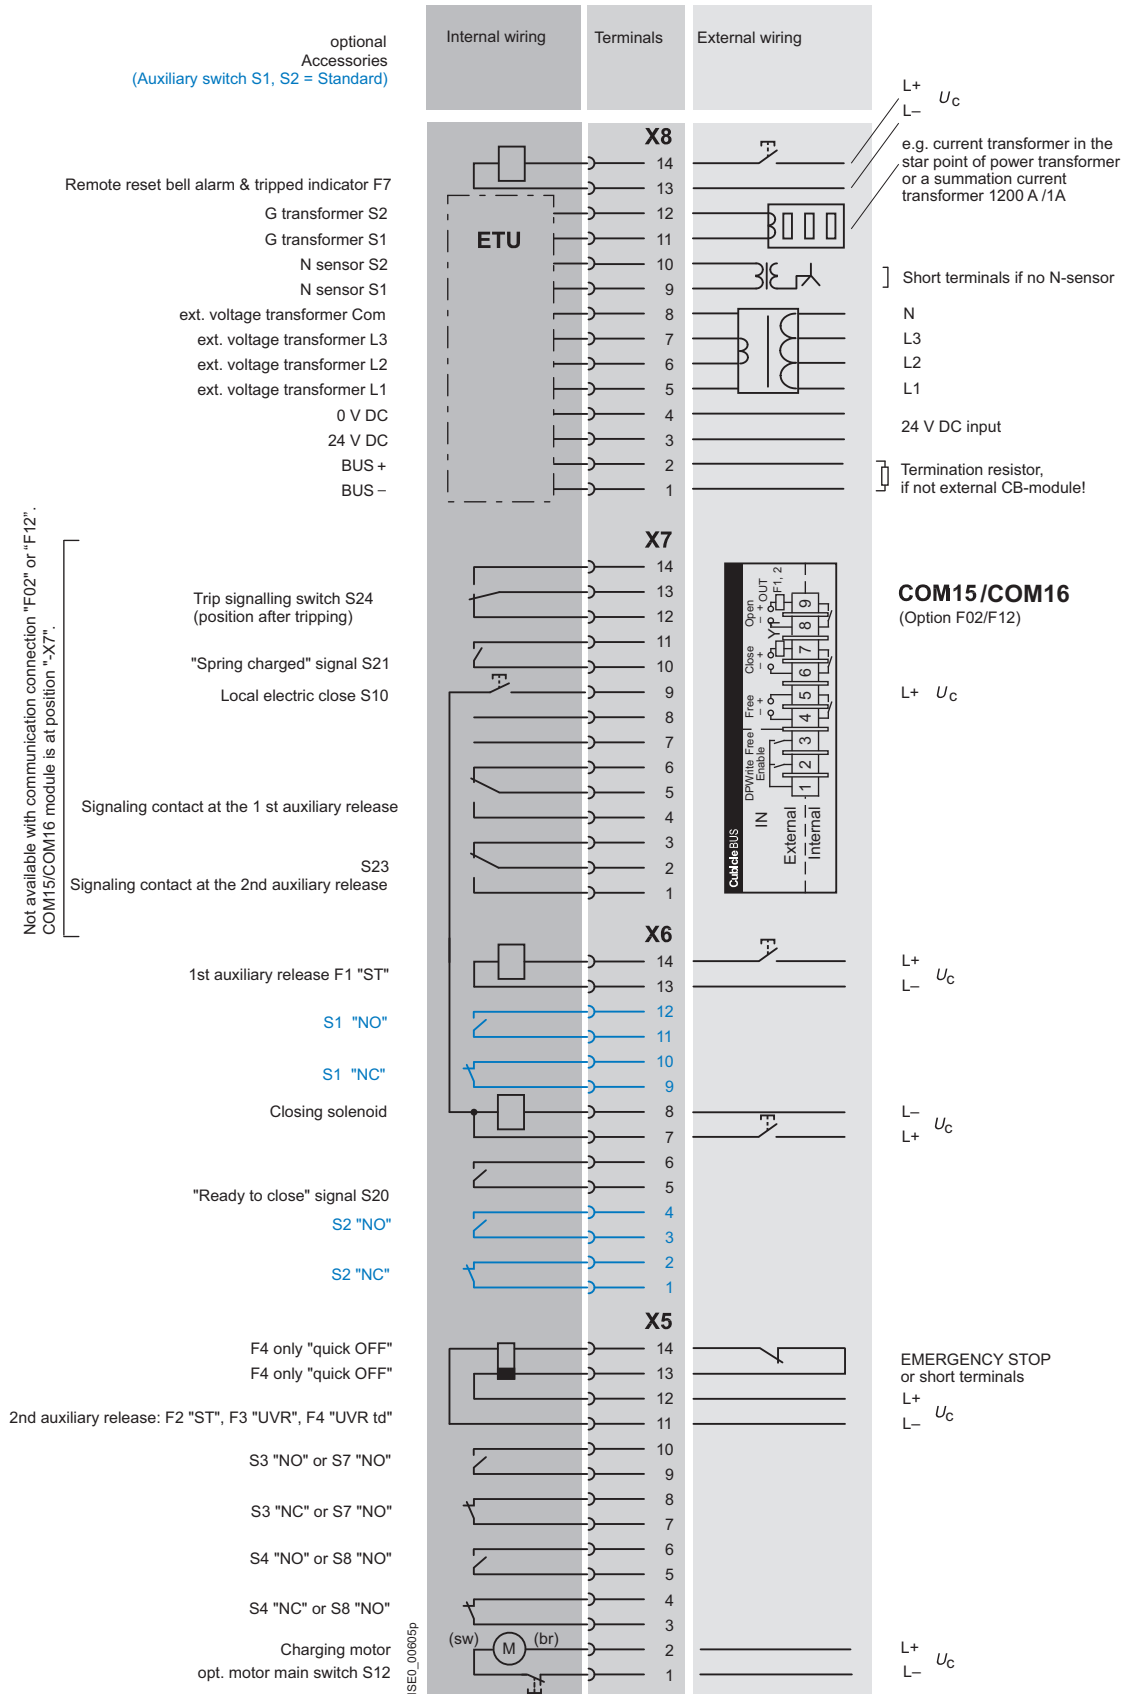 optional
Accessories
(Auxiliary switch S1, S2 = Standard)
Internal wiring
Terminals
External wiring
L+
L–
UC
X8
14
13
Remote reset bell alarm & tripped indicator F7
e.g. current transformer in the
star point of power transformer
or a summation current
transformer 1200 A /1A
ETU
G transformer S2
12
G transformer S1
11
N sensor S2
10
N sensor S1
9
Short terminals if no N-sensor
ext. voltage transformer Com
8
N
ext. voltage transformer L3
7
L3
ext. voltage transformer L2
6
L2
ext. voltage transformer L1
5
L1
0 V DC
4
24 V DC
3
24 V DC input
BUS +
2
BUS –
1
Termination resistor,
if not external CB-module!
Not available with communication connection "F02" or "F12".
COM15/COM16 module is at position "-X7".
X7
14
13
12
Trip signalling switch S24
(position after tripping)
11
10
"Spring charged" signal S21
Local electric close S10
9
L+ UC
8
7
6
5
4
Signaling contact at the 1 st auxiliary release
3
2
1
S23
Signaling contact at the 2nd auxiliary release
COM15/COM16
(Option F02/F12)
CubicleBUS
DPWrite Free
Enable
Free
– +
Close
– +
Open
– + OUT
F1, 2
Y1
1 2 3 4 5 6 7 8 9
IN
External
Internal
X6
14
13
1st auxiliary release F1 "ST"
L+
L–
UC
S1 "NO"
12
11
S1 "NC"
10
9
Closing solenoid
8
7
L–
L+
UC
6
5
"Ready to close" signal S20
S2 "NO"
4
3
S2 "NC"
2
1
X5
F4 only "quick OFF"
14
F4 only "quick OFF"
13
EMERGENCY STOP
or short terminals
12
11
2nd auxiliary release: F2 "ST", F3 "UVR", F4 "UVR td"
L+
L–
UC
S3 "NO" or S7 "NO"
10
9
S3 "NC" or S7 "NO"
8
7
S4 "NO" or S8 "NO"
6
5
S4 "NC" or S8 "NO"
4
3
Charging motor
(sw)
M
(br)
2
L+
opt. motor main switch S12
1
L–
UC
ISE0_00605p